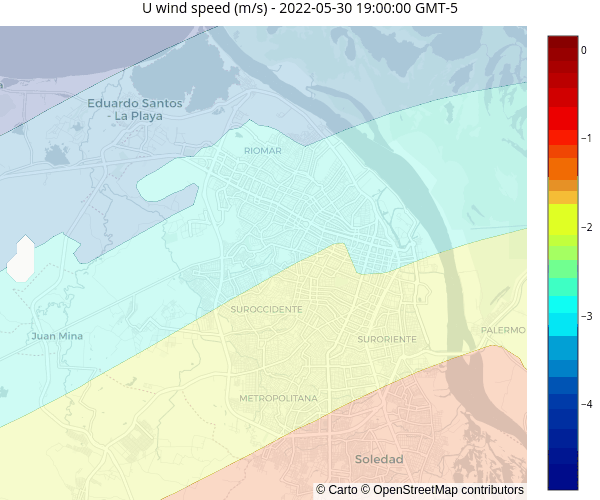 U wind speed (m/s) - 2022-05-30 19:00:00 GMT-5
0
Eduardo Santos
- La Playa
−1
RIOMAR
−2
SUROCCIDENTE
−3
PALERMO
Juan Mina
SURORIENTE
METROPOLITANA
−4
Soledad
© Carto © OpenStreetMap contributors